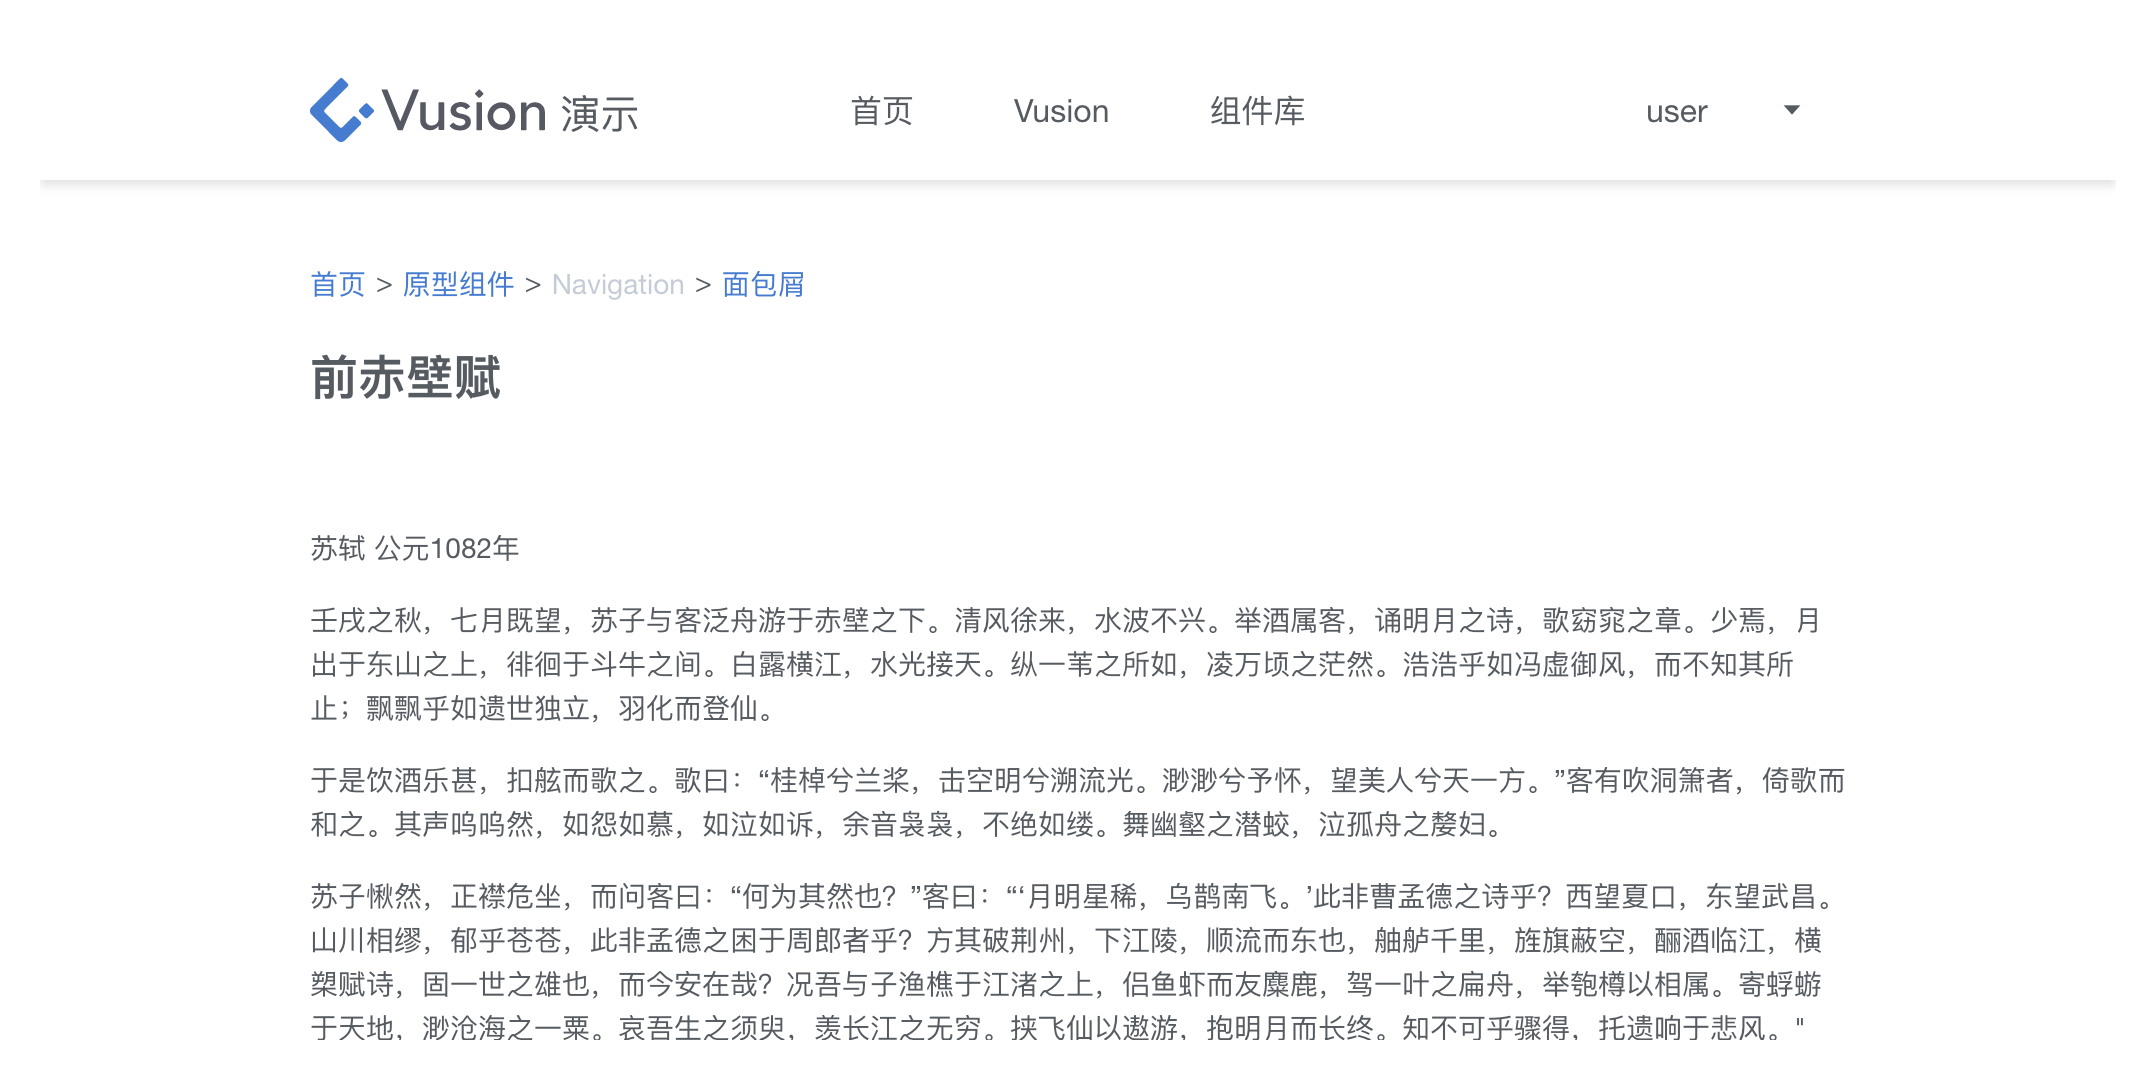 Vusion 演示 首页 Vusion 组件库 user
首页 > 原型组件 > Navigation > 面包屑
前赤壁赋
苏轼 公元1082年
壬戌之秋，七月既望，苏子与客泛舟游于赤壁之下。清风徐来，水波不兴。举酒属客，诵明月之诗，歌窈窕之章。少焉，月
出于东山之上，徘徊于斗牛之间。白露横江，水光接天。纵一苇之所如，凌万顷之茫然。浩浩乎如冯虚御风，而不知其所
止；飘飘乎如遗世独立，羽化而登仙。
于是饮酒乐甚，扣舷而歌之。歌曰：“桂棹兮兰桨，击空明兮溯流光。渺渺兮予怀，望美人兮天一方。”客有吹洞箫者，倚歌而
和之。其声呜呜然，如怨如慕，如泣如诉，余音袅袅，不绝如缕。舞幽壑之潜蛟，泣孤舟之嫠妇。
苏子愀然，正襟危坐，而问客曰：“何为其然也？”客曰：“‘月明星稀，乌鹊南飞。’此非曹孟德之诗乎？西望夏口，东望武昌。
山川相缪，郁乎苍苍，此非孟德之困于周郎者乎？方其破荆州，下江陵，顺流而东也，舳舻千里，旌旗蔽空，酾酒临江，横
槊赋诗，固一世之雄也，而今安在哉？况吾与子渔樵于江渚之上，侣鱼虾而友麋鹿，驾一叶之扁舟，举匏樽以相属。寄蜉蝣
于天地，渺沧海之一粟。哀吾生之须臾，羡长江之无穷。挟飞仙以遨游，抱明月而长终。知不可乎骤得，托遗响于悲风。"